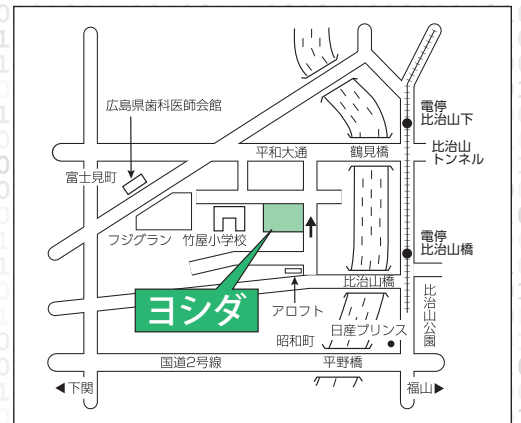 広島県歯科医師会館
電停
比治山下
平和大通
鶴見橋
比治山
トンネル
富士見町
フジグラン
竹屋小学校
電停
比治山橋
ヨシダ
アロフト
比治山橋
比治山公園
昭和町
日産プリンス
国道2号線
平野橋
◀下関
福山▶